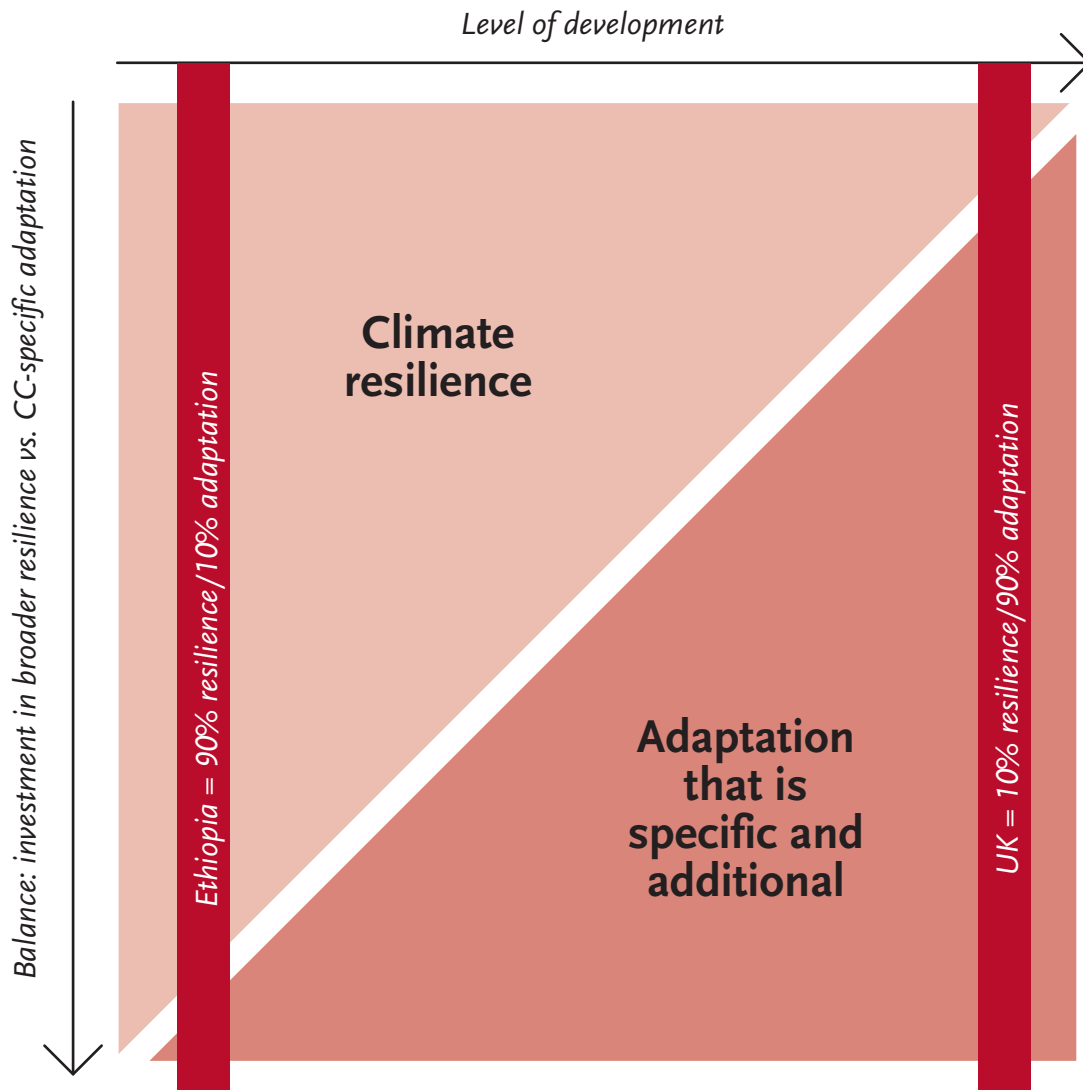 Level of development
Balance: investment in broader resilience vs. CC-specific adaptation
Climate
resilience
Ethiopia = 90% resilience/10% adaptation
UK = 10% resilience/90% adaptation
Adaptation
that is
specific and
additional